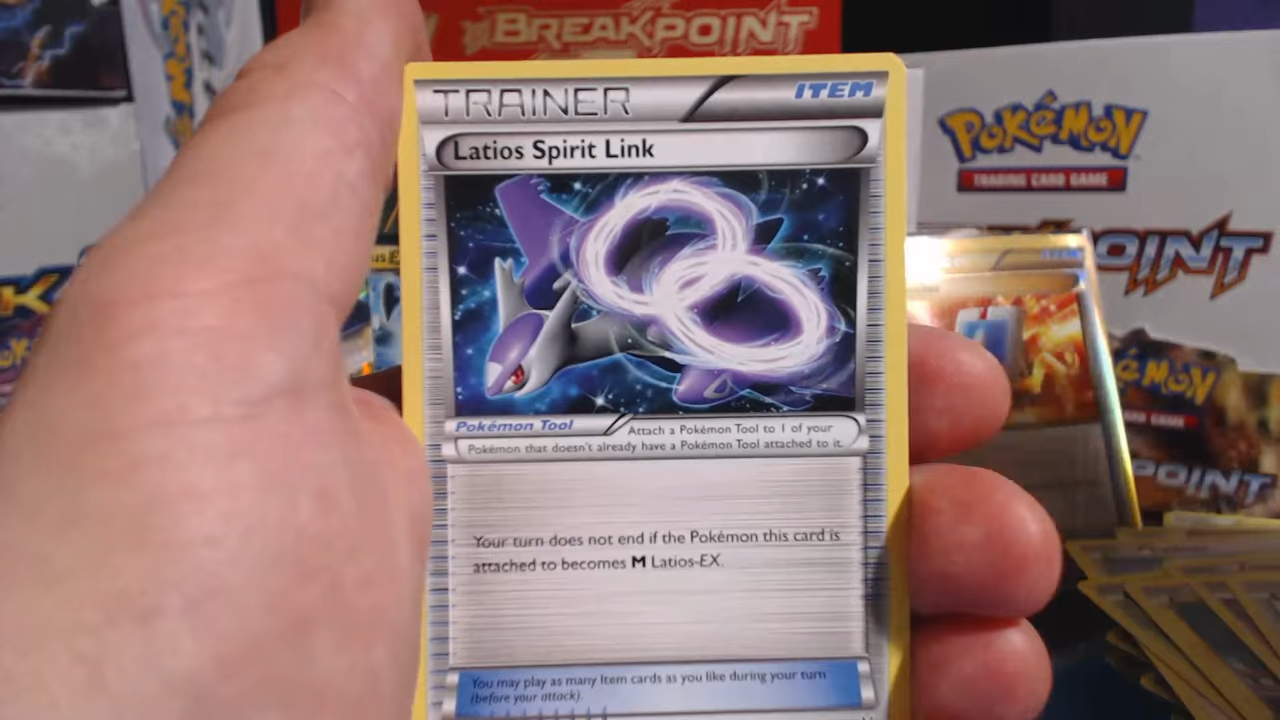 BREAKPOINT
TRAINER
ITEM
Latios Spirit Link
Pokémon Tool
Attach a Pokémon Tool to 1 of your
Pokémon that doesn't already have a Pokémon Tool attached to it.
Your turn does not end if the Pokémon this card is
attached to becomes M Latios-EX.
You may play as many Item cards as you like during your turn
(before your attack).
POKéMON
TRADING CARD GAME
OINT
ITEM
POINT